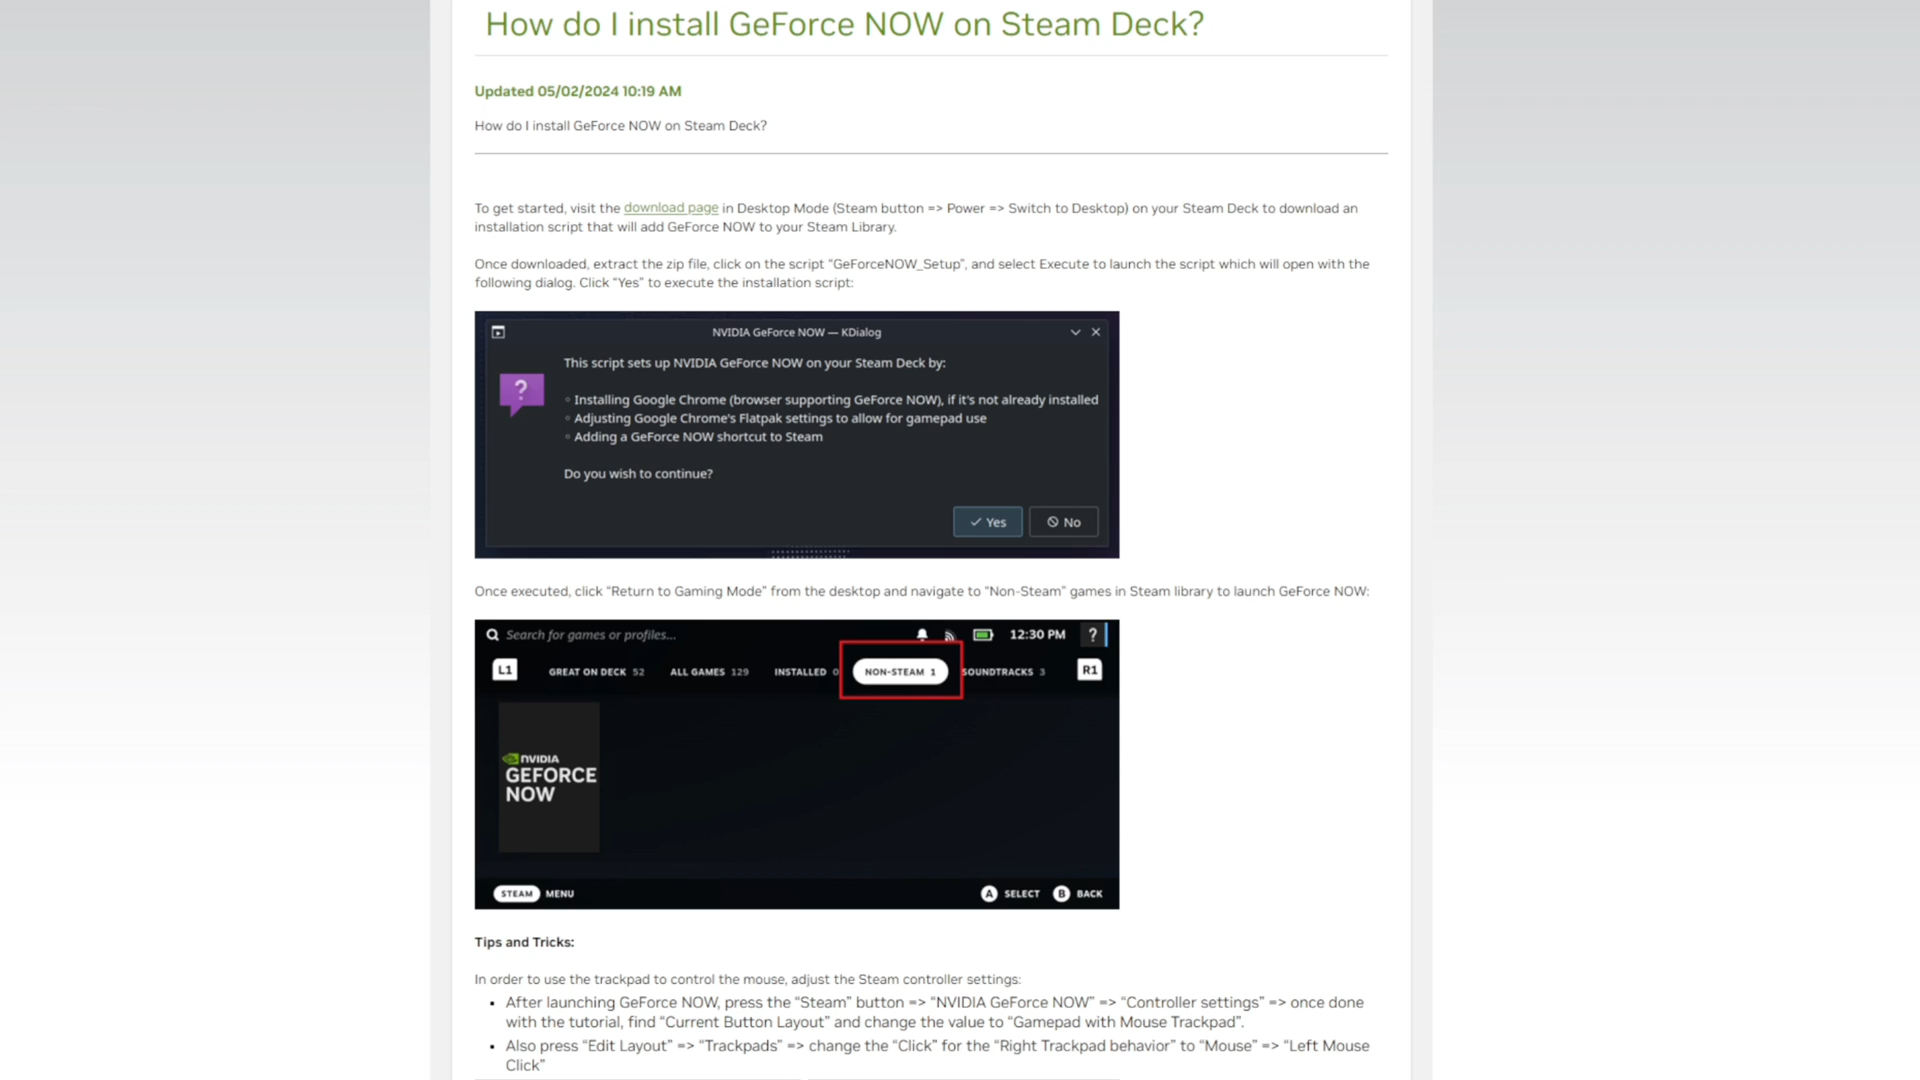 How do I install GeForce NOW on Steam Deck?
Updated 05/02/2024 10:19 AM
How do I install GeForce NOW on Steam Deck?
To get started, visit the download page in Desktop Mode (Steam button => Power => Switch to Desktop) on your Steam Deck to download an
installation script that will add GeForce NOW to your Steam Library.
Once downloaded, extract the zip file, click on the script “GeForceNOW_Setup”, and select Execute to launch the script which will open with the
following dialog. Click “Yes” to execute the installation script:
NVIDIA GeForce NOW — KDialog
This script sets up NVIDIA GeForce NOW on your Steam Deck by:
◦ Installing Google Chrome (browser supporting GeForce NOW), if it's not already installed
◦ Adjusting Google Chrome's Flatpak settings to allow for gamepad use
◦ Adding a GeForce NOW shortcut to Steam
Do you wish to continue?
Yes No
Once executed, click “Return to Gaming Mode” from the desktop and navigate to “Non-Steam” games in Steam library to launch GeForce NOW:
Search for games or profiles... 12:30 PM ?
L1 GREAT ON DECK 52 ALL GAMES 129 INSTALLED 0 NON-STEAM 1 SOUNDTRACKS 3 R1
NVIDIA
GEFORCE
NOW
STEAM MENU A SELECT B BACK
Tips and Tricks:
In order to use the trackpad to control the mouse, adjust the Steam controller settings:
• After launching GeForce NOW, press the “Steam” button => “NVIDIA GeForce NOW” => “Controller settings” => once done
with the tutorial, find “Current Button Layout” and change the value to “Gamepad with Mouse Trackpad”.
• Also press “Edit Layout” => “Trackpads” => change the “Click” for the “Right Trackpad behavior” to “Mouse” => “Left Mouse
Click”